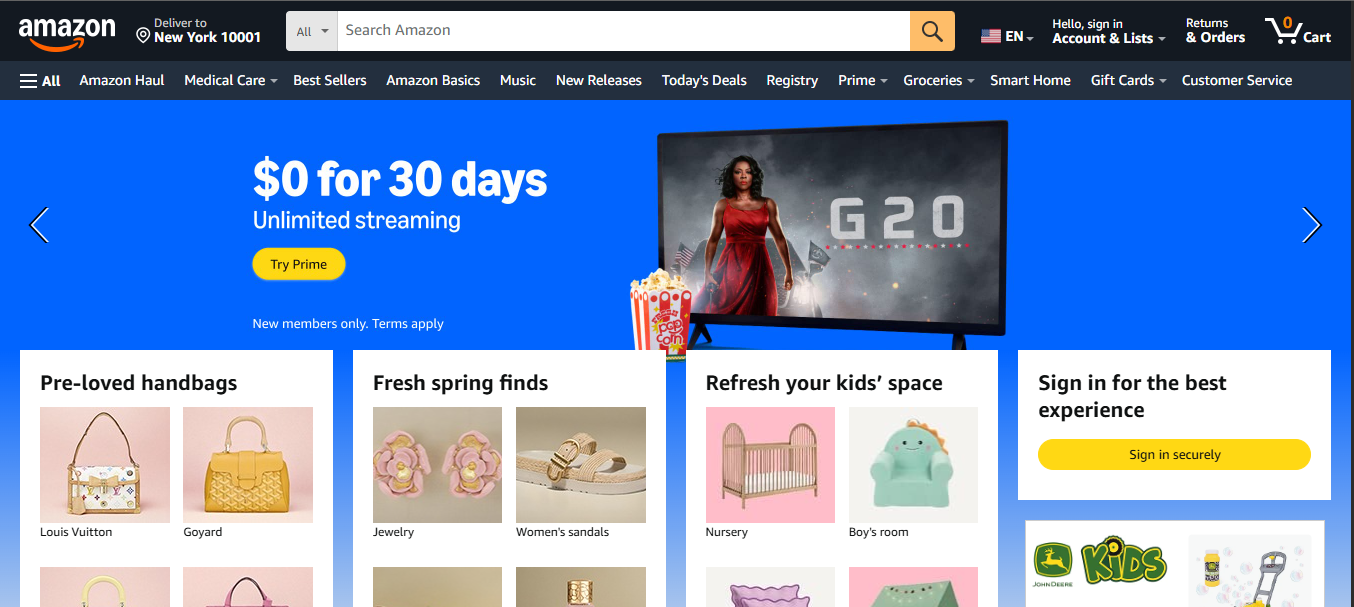 amazon
Deliver to
New York 10001
All
Search Amazon
EN
Hello, sign in
Account & Lists
Returns
& Orders
0
Cart
All
Amazon Haul
Medical Care
Best Sellers
Amazon Basics
Music
New Releases
Today's Deals
Registry
Prime
Groceries
Smart Home
Gift Cards
Customer Service
$0 for 30 days
Unlimited streaming
Try Prime
New members only. Terms apply
G20
POP
CORN
Pre-loved handbags
Louis Vuitton
Goyard
Fresh spring finds
Jewelry
Women's sandals
Refresh your kids’ space
Nursery
Boy's room
Sign in for the best
experience
Sign in securely
JOHN DEERE
KIDS